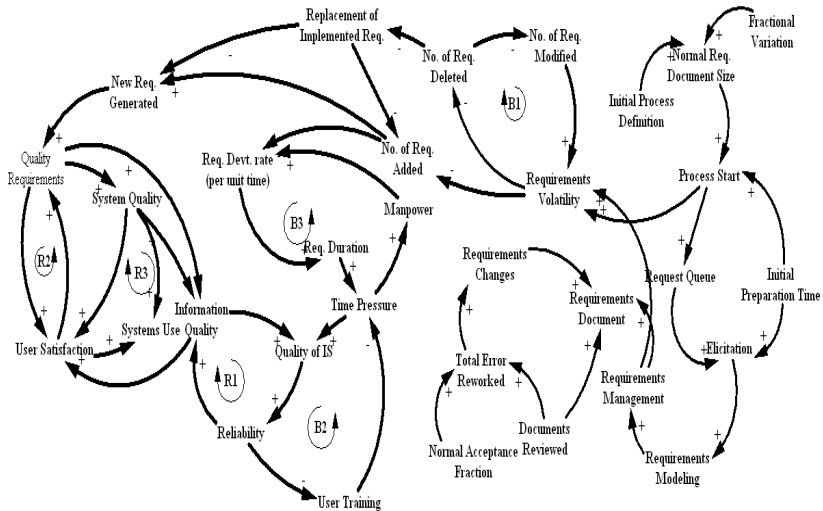 Replacement of
Implemented Req.
No. of Req.
Modified
Fractional
Variation
No. of Req.
Deleted
Normal Req.
Document Size
New Req.
Generated
B1
Initial Process
Definition
No. of Req.
Added
Quality
Requirements
Req. Devt. rate
(per unit time)
System Quality
Requirements
Volatility
Process Start
Manpower
B3
Req. Duration
Requirements
Changes
R2
R3
Request Queue
Initial
Preparation Time
Information
Quality
Time Pressure
Requirements
Document
Systems Use
User Satisfaction
Quality of IS
Elicitation
Total Error
Reworked
R1
Requirements
Management
Reliability
B2
Documents
Reviewed
Normal Acceptance
Fraction
Requirements
Modeling
User Training